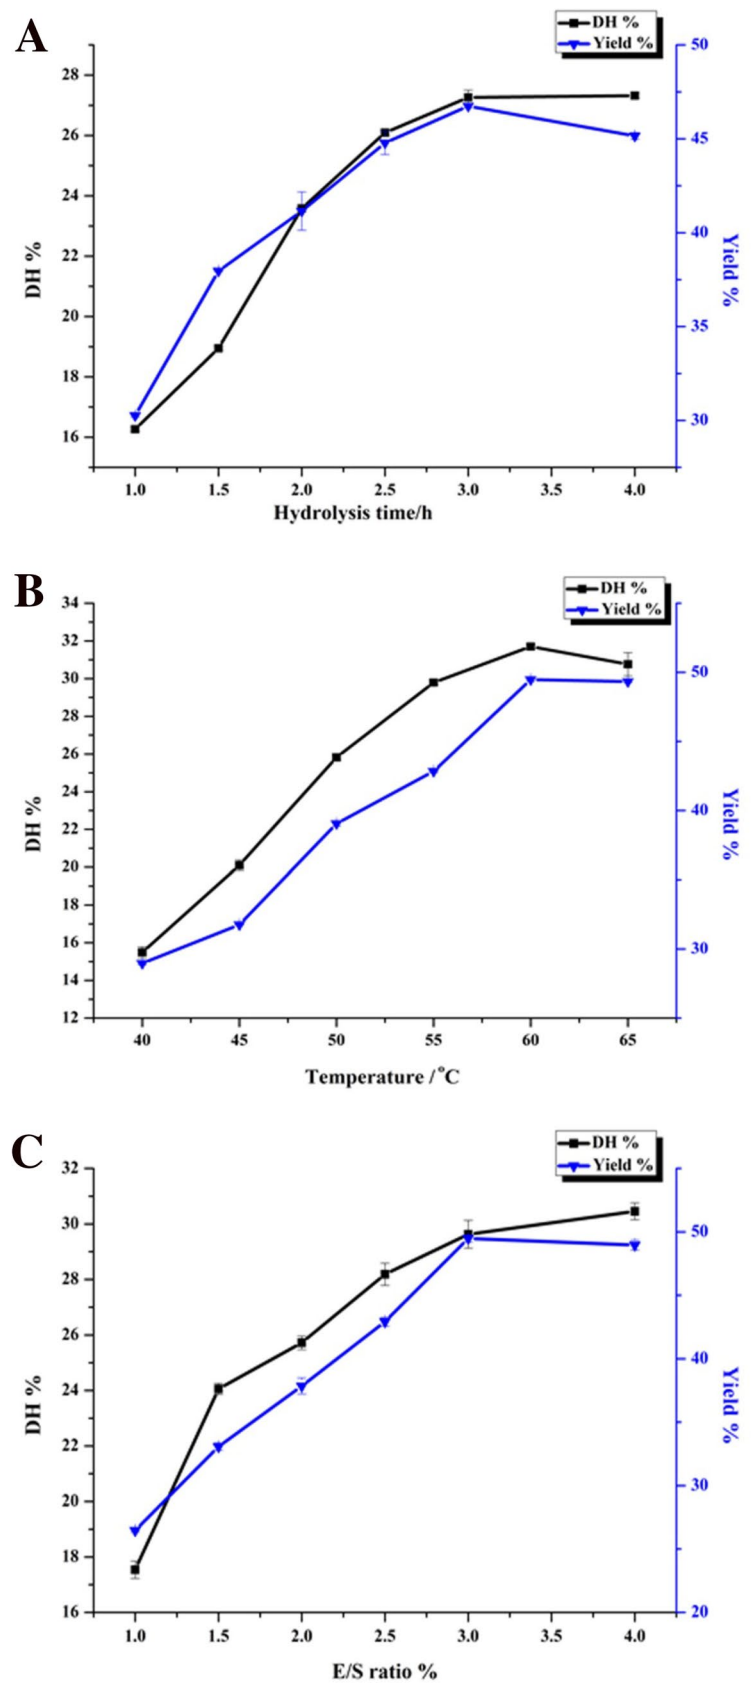 A
DH %
Yield %
28
26
24
22
20
18
16
DH %
50
45
40
35
30
Yield %
1.0 1.5 2.0 2.5 3.0 3.5 4.0
Hydrolysis time/h
B
DH %
Yield %
34
32
30
28
26
24
22
20
18
16
14
12
DH %
50
40
30
Yield %
40 45 50 55 60 65
Temperature /°C
C
DH %
Yield %
32
30
28
26
24
22
20
18
16
DH %
50
40
30
20
Yield %
1.0 1.5 2.0 2.5 3.0 3.5 4.0
E/S ratio %